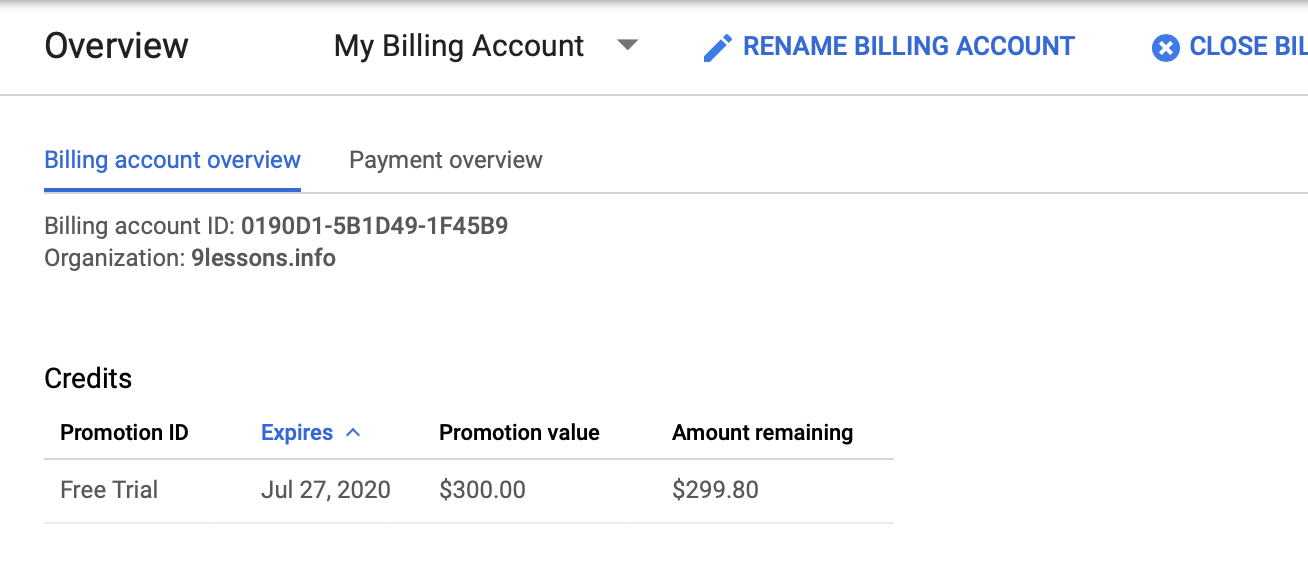 Overview My Billing Account RENAME BILLING ACCOUNT CLOSE BIL
Billing account overview Payment overview
Billing account ID: 0190D1-5B1D49-1F45B9
Organization: 9lessons.info
Credits
Promotion ID Expires Promotion value Amount remaining
Free Trial Jul 27, 2020 $300.00 $299.80